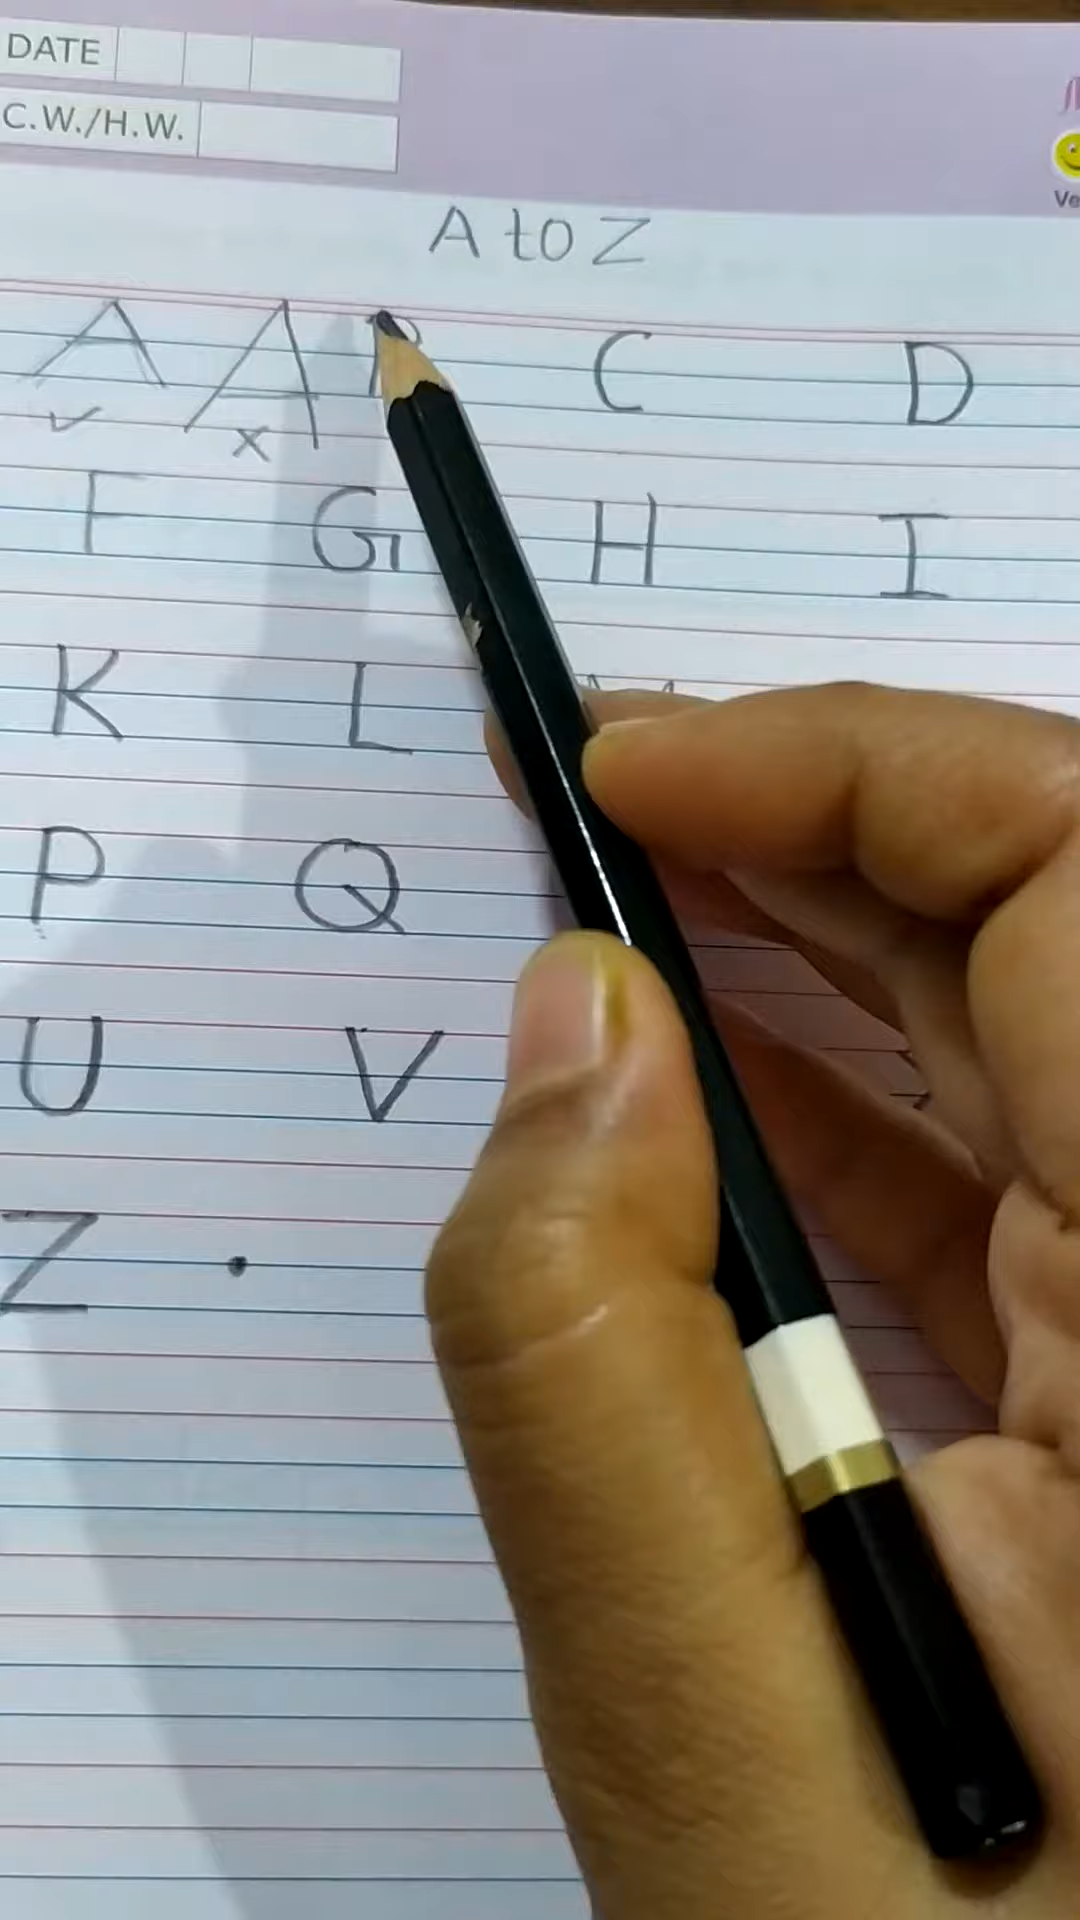 DATE
C.W./H.W.
A to Z
A A C D
F G H I
K L
P Q
U V
Z .